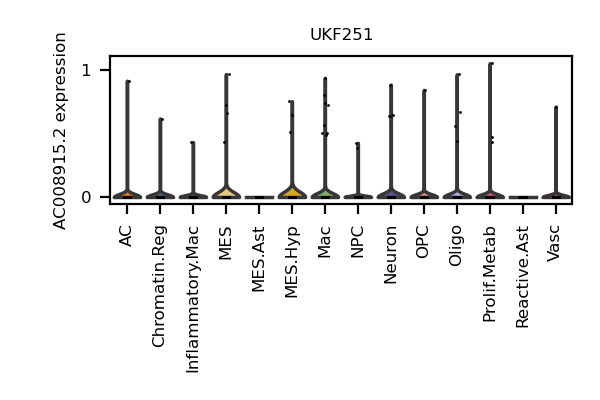 UKF251
AC008915.2 expression
1
0
AC
Chromatin.Reg
Inflammatory.Mac
MES
MES.Ast
MES.Hyp
Mac
NPC
Neuron
OPC
Oligo
Prolif.Metab
Reactive.Ast
Vasc